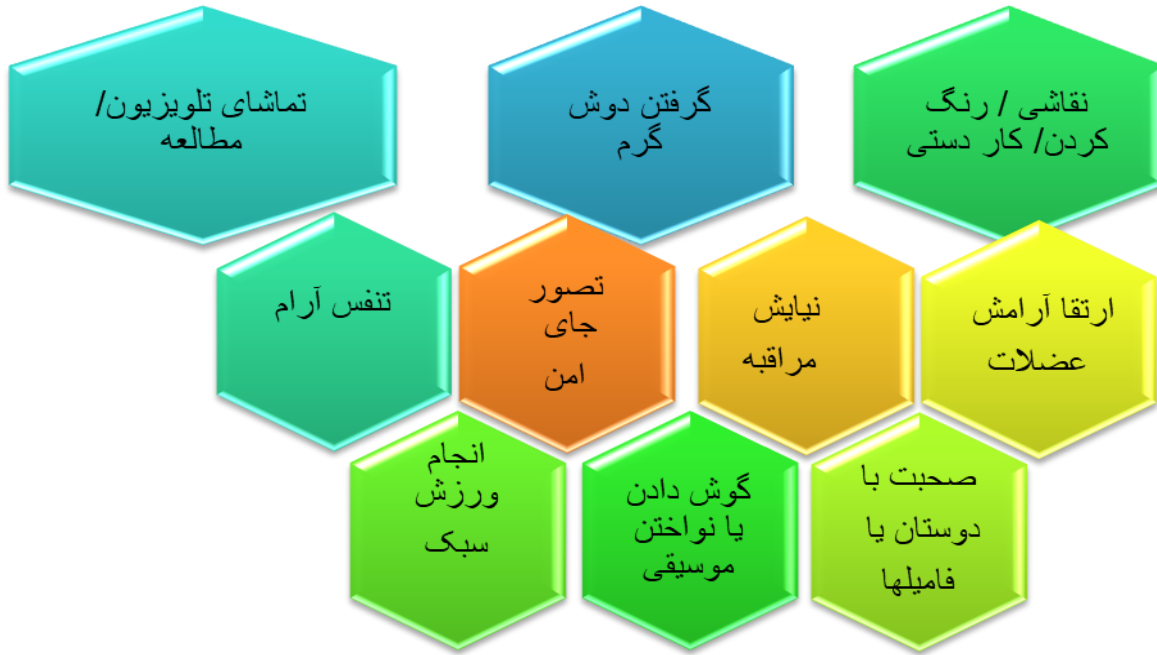 نقاشی / رنگ
کردن/ کار دستی
گرفتن دوش
گرم
تماشای تلویزیون/
مطالعه
ارتقا آرامش
عضلات
نیایش
مراقبه
تصور
جای
امن
تنفس آرام
صحبت با
دوستان یا
فامیلها
گوش دادن
یا نواختن
موسیقی
انجام
ورزش
سبک